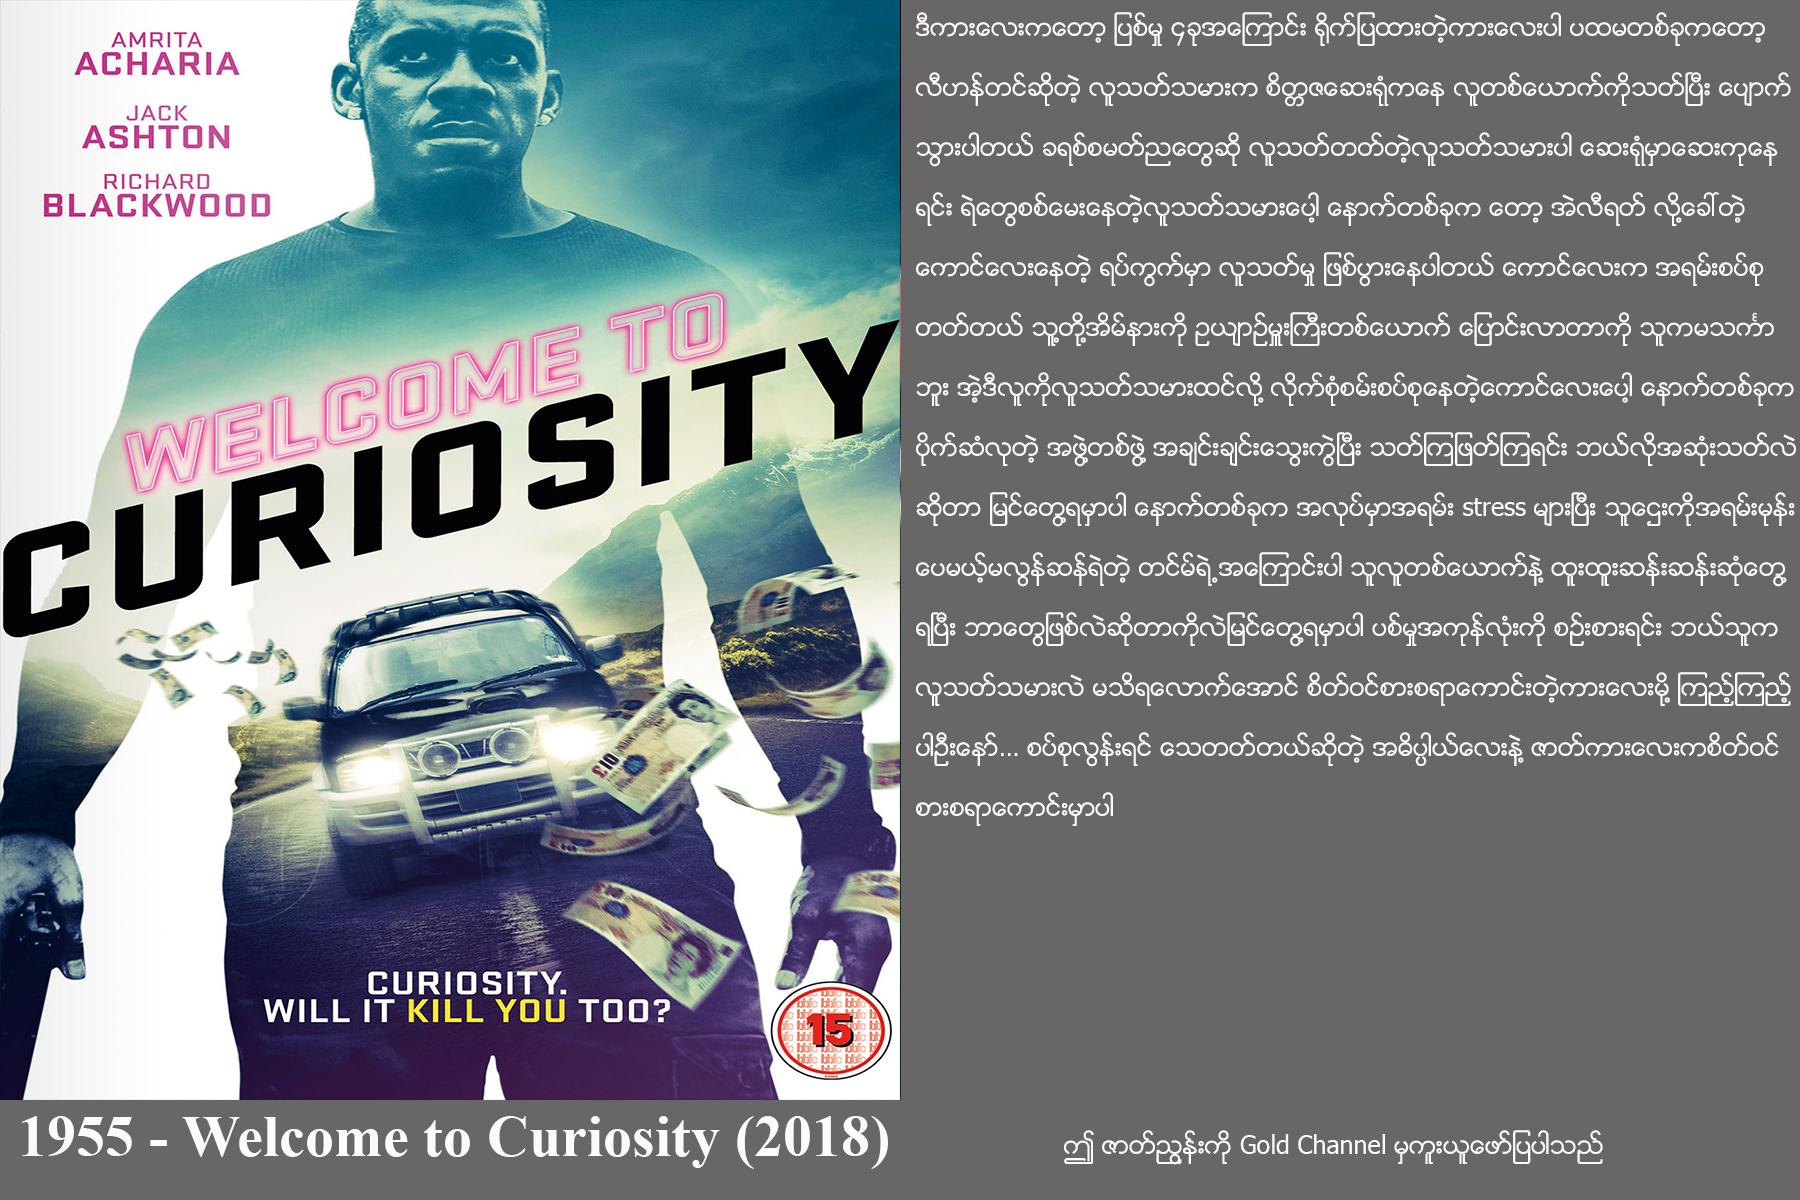 AMRITA
ACHARIA
JACK
ASHTON
RICHARD
BLACKWOOD
WELCOME TO
CURIOSITY
£10
CURIOSITY.
WILL IT KILL YOU TOO?
15
1955 - Welcome to Curiosity (2018)
ဒီကားလေးကတော့ ပြစ်မှု ၄ခုအကြောင်း ရိုက်ပြထားတဲ့ကားလေးပါ ပထမတစ်ခုကတော့
လီဟန်တင်ဆိုတဲ့ လူသတ်သမားက စိတ္တဇဆေးရုံကနေ လူတစ်ယောက်ကိုသတ်ပြီး ပျောက်
သွားပါတယ် ခရစ်စမတ်ညတွေဆို လူသတ်တတ်တဲ့လူသတ်သမားပါ ဆေးရုံမှာဆေးကုနေ
ရင်း ရဲတွေစစ်မေးနေတဲ့လူသတ်သမားပေါ့ နောက်တစ်ခုက တော့ အဲလီရတ် လို့ခေါ်တဲ့
ကောင်လေးနေတဲ့ ရပ်ကွက်မှာ လူသတ်မှု ဖြစ်ပွားနေပါတယ် ကောင်လေးက အရမ်းစပ်စု
တတ်တယ် သူ့တို့အိမ်နားကို ဥယျာဉ်မှူးကြီးတစ်ယောက် ပြောင်းလာတာကို သူကမသင်္ကာ
ဘူး အဲ့ဒီလူကိုလူသတ်သမားထင်လို့ လိုက်စုံစမ်းစပ်စုနေတဲ့ကောင်လေးပေါ့ နောက်တစ်ခုက
ပိုက်ဆံလုတဲ့ အဖွဲ့တစ်ဖွဲ့ အချင်းချင်းသွေးကွဲပြီး သတ်ကြဖြတ်ကြရင်း ဘယ်လိုအဆုံးသတ်လဲ
ဆိုတာ မြင်တွေ့ရမှာပါ နောက်တစ်ခုက အလုပ်မှာအရမ်း stress များပြီး သူဌေးကိုအရမ်းမုန်း
ပေမယ့်မလွန်ဆန်ရဲတဲ့ တင်မ်ရဲ့အကြောင်းပါ သူလူတစ်ယောက်နဲ့ ထူးထူးဆန်းဆန်းဆုံတွေ့
ရပြီး ဘာတွေဖြစ်လဲဆိုတာကိုလဲမြင်တွေ့ရမှာပါ ပစ်မှုအကုန်လုံးကို စဉ်းစားရင်း ဘယ်သူက
လူသတ်သမားလဲ မသိရလောက်အောင် စိတ်ဝင်စားစရာကောင်းတဲ့ကားလေးမို့ ကြည့်ကြည့်
ပါဦးနော်... စပ်စုလွန်းရင် သေတတ်တယ်ဆိုတဲ့ အဓိပ္ပါယ်လေးနဲ့ ဇာတ်ကားလေးကစိတ်ဝင်
စားစရာကောင်းမှာပါ
ဤ ဇာတ်ညွှန်းကို Gold Channel မှကူးယူဖော်ပြပါသည်